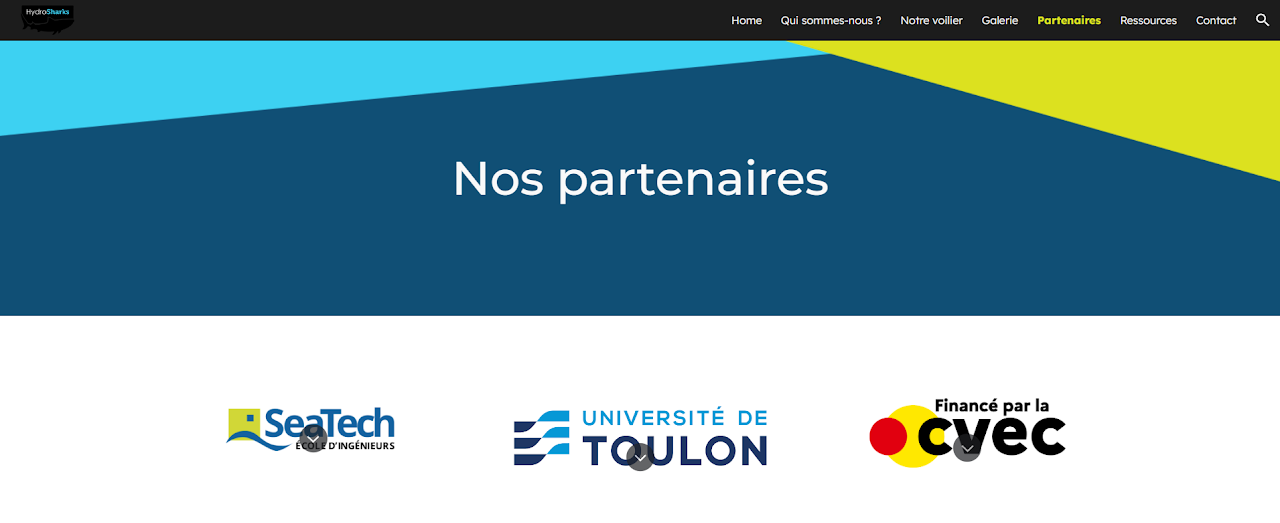 HydroSharks
Home Qui sommes-nous ? Notre voilier Galerie Partenaires Ressources Contact
Nos partenaires
SeaTech
ÉCOLE D'INGÉNIEURS
UNIVERSITÉ DE
TOULON
Financé par la
cvec